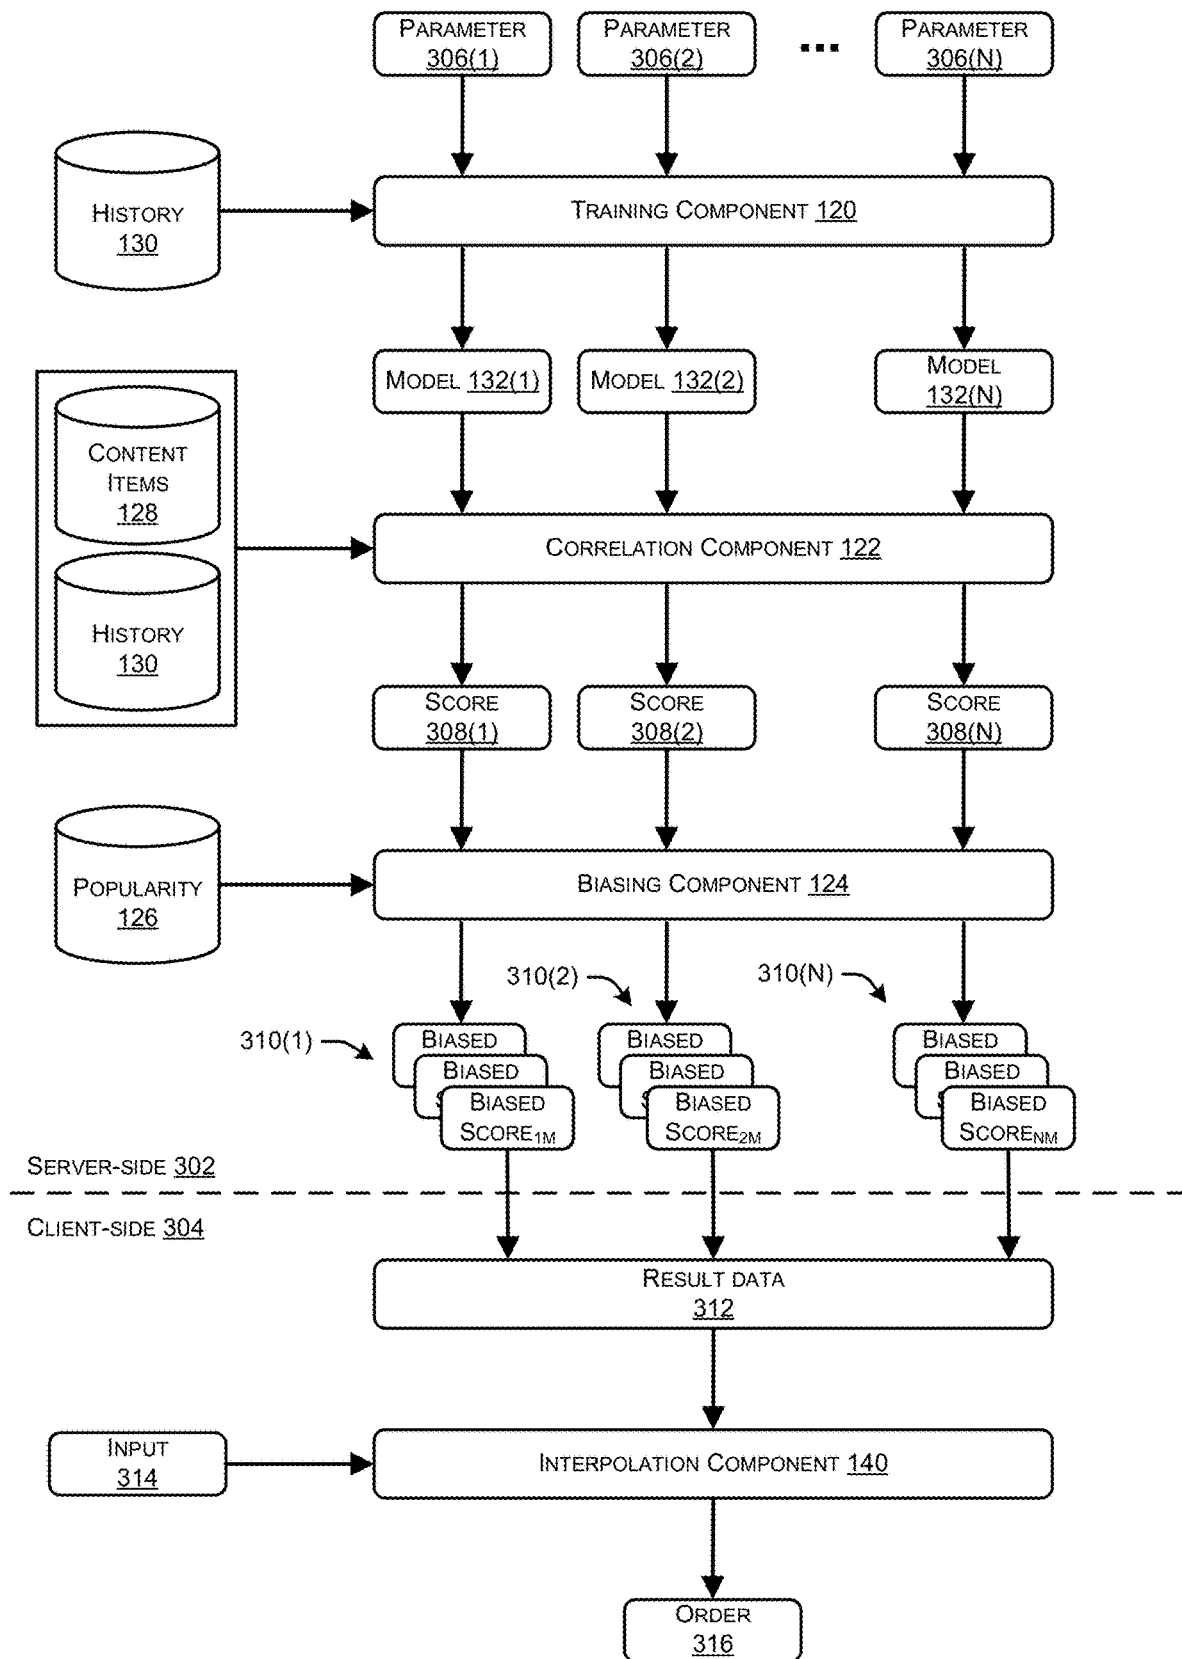 PARAMETER
306(1)
PARAMETER
306(2)
...
PARAMETER
306(N)
HISTORY
130
TRAINING COMPONENT 120
MODEL 132(1)
MODEL 132(2)
MODEL
132(N)
CONTENT
ITEMS
128
HISTORY
130
CORRELATION COMPONENT 122
SCORE
308(1)
SCORE
308(2)
SCORE
308(N)
POPULARITY
126
BIASING COMPONENT 124
310(1)
BIASED
BIASED
S
BIASED
SCORE1M
310(2)
BIASED
BIASED
S
BIASED
SCORE2M
310(N)
BIASED
BIASED
S
BIASED
SCORENM
SERVER-SIDE 302
CLIENT-SIDE 304
RESULT DATA
312
INPUT
314
INTERPOLATION COMPONENT 140
ORDER
316